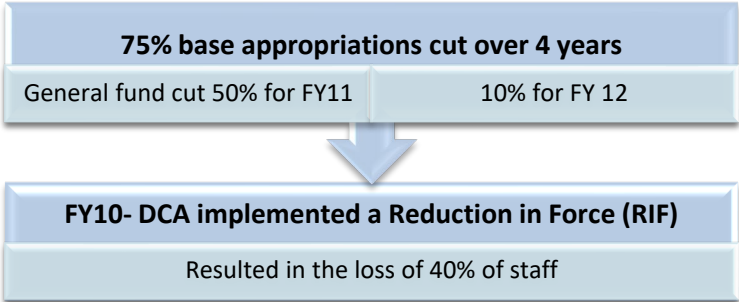 75% base appropriations cut over 4 years
General fund cut 50% for FY11
10% for FY 12
FY10- DCA implemented a Reduction in Force (RIF)
Resulted in the loss of 40% of staff